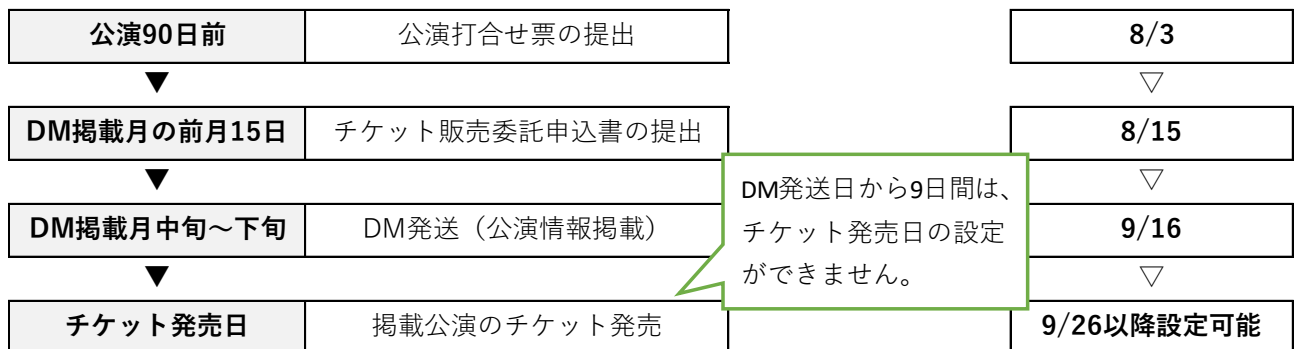 公演90日前 公演打合せ票の提出 8/3
▼ ▽
DM掲載月の前月15日 チケット販売委託申込書の提出 8/15
▼ ▽
DM掲載月中旬～下旬 DM発送（公演情報掲載） 9/16
▼ ▽
チケット発売日 掲載公演のチケット発売 9/26以降設定可能
DM発送日から9日間は、
チケット発売日の設定
ができません。